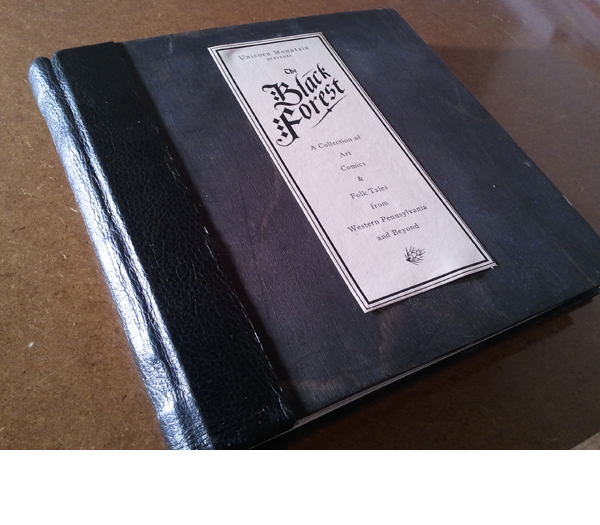 Unicorn Mountain
presents
The
Black
Forest
A Collection of
Art
Comics
&
Folk Tales
from
Western Pennsylvania
and Beyond